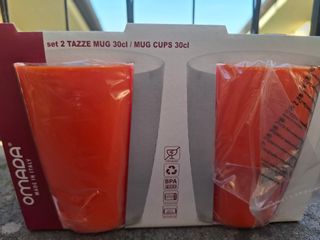 set 2 TAZZE MUG 30cl / MUG CUPS 30cl
OMADA®
MADE IN ITALY
BPA
FREE